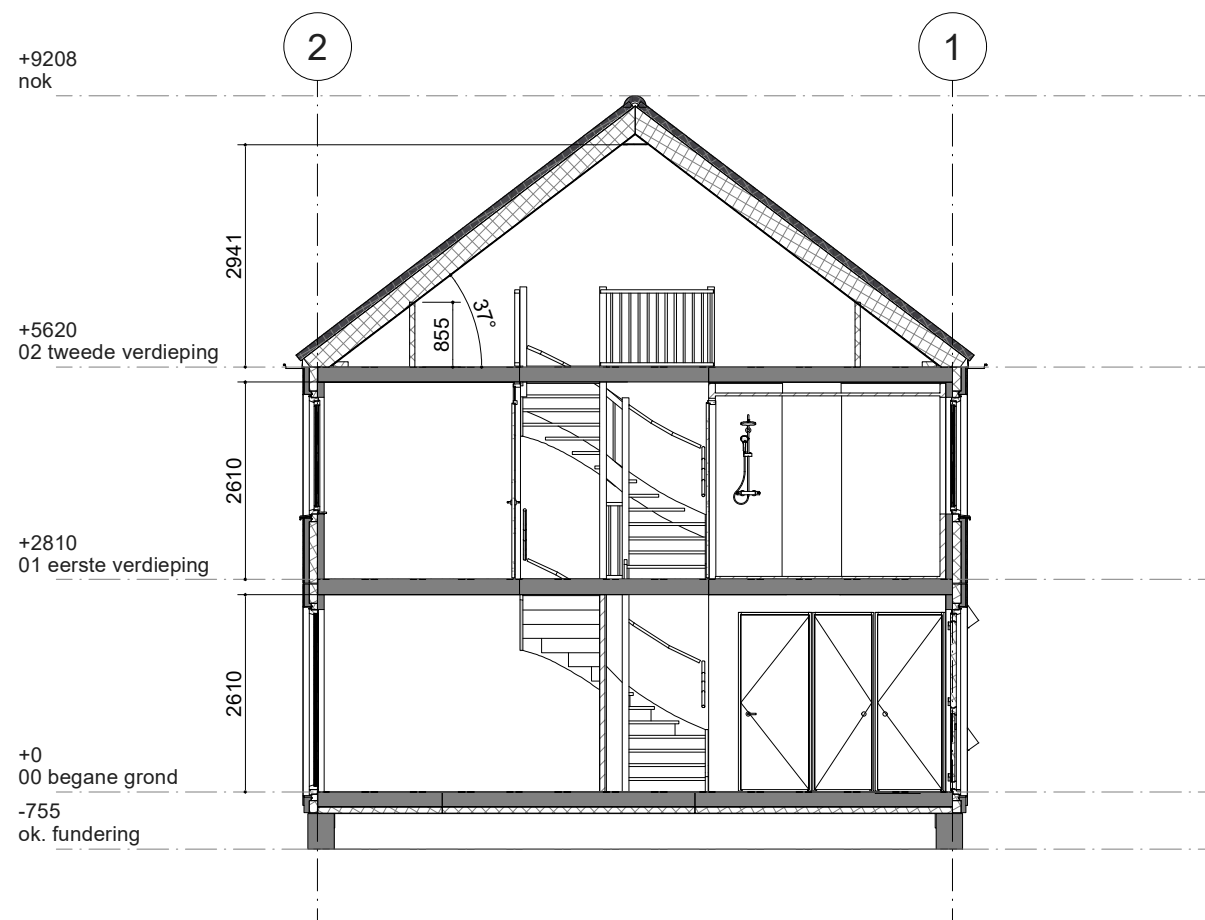 2
1
+9208
nok
2941
37°
855
+5620
02 tweede verdieping
2610
+2810
01 eerste verdieping
2610
+0
00 begane grond
-755
ok. fundering